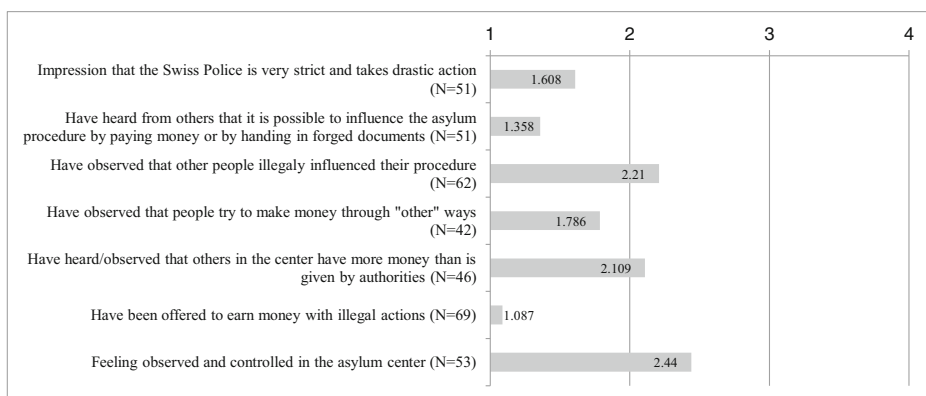 1 2 3 4
Impression that the Swiss Police is very strict and takes drastic action
(N=51)
1.608
Have heard from others that it is possible to influence the asylum
procedure by paying money or by handing in forged documents (N=51)
1.358
Have observed that other people illegaly influenced their procedure
(N=62)
2.21
Have observed that people try to make money through "other" ways
(N=42)
1.786
Have heard/observed that others in the center have more money than is
given by authorities (N=46)
2.109
Have been offered to earn money with illegal actions (N=69)
1.087
Feeling observed and controlled in the asylum center (N=53)
2.44